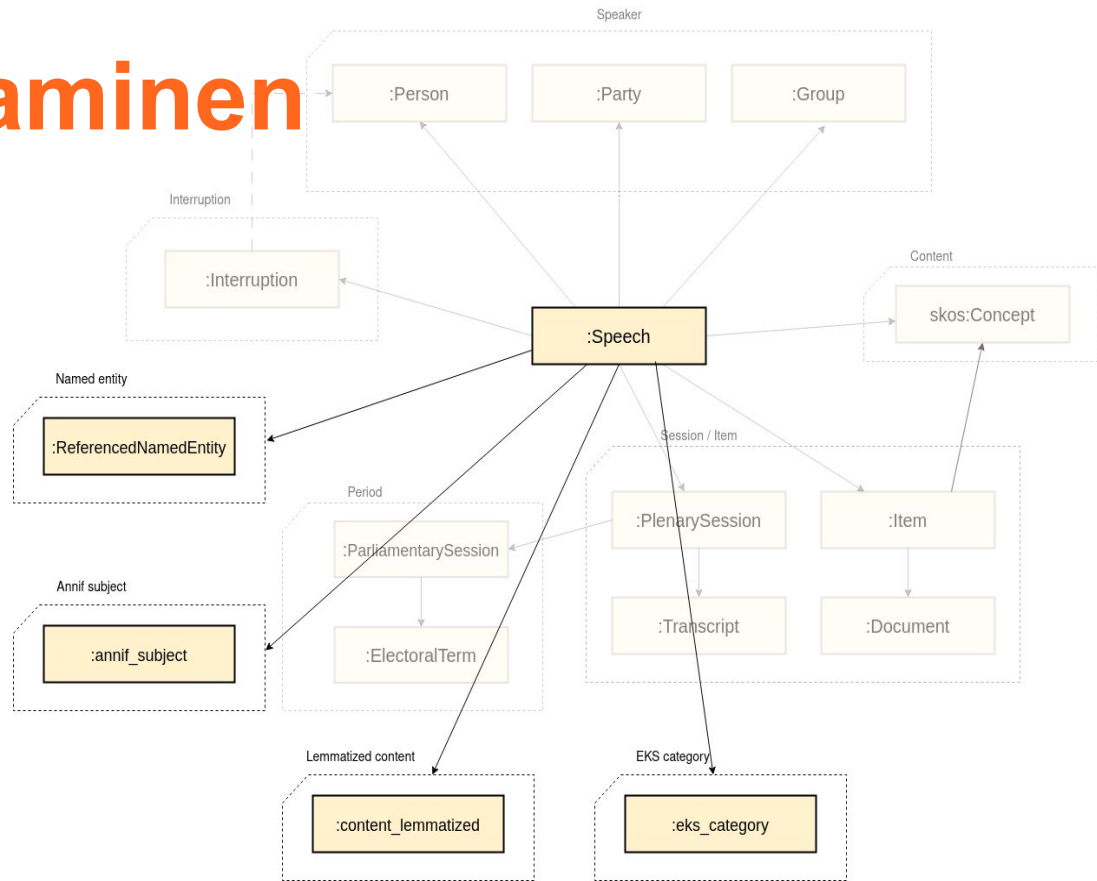 Speaker
aminen
:Person
:Party
:Group
Interruption
:Interruption
Content
skos:Concept
:Speech
Named entity
:ReferencedNamedEntity
Session / Item
Period
:PlenarySession
:Item
:ParliamentarySession
Annif subject
:annif_subject
:Transcript
:Document
:ElectoralTerm
Lemmatized content
EKS category
:content_lemmatized
:eks_category